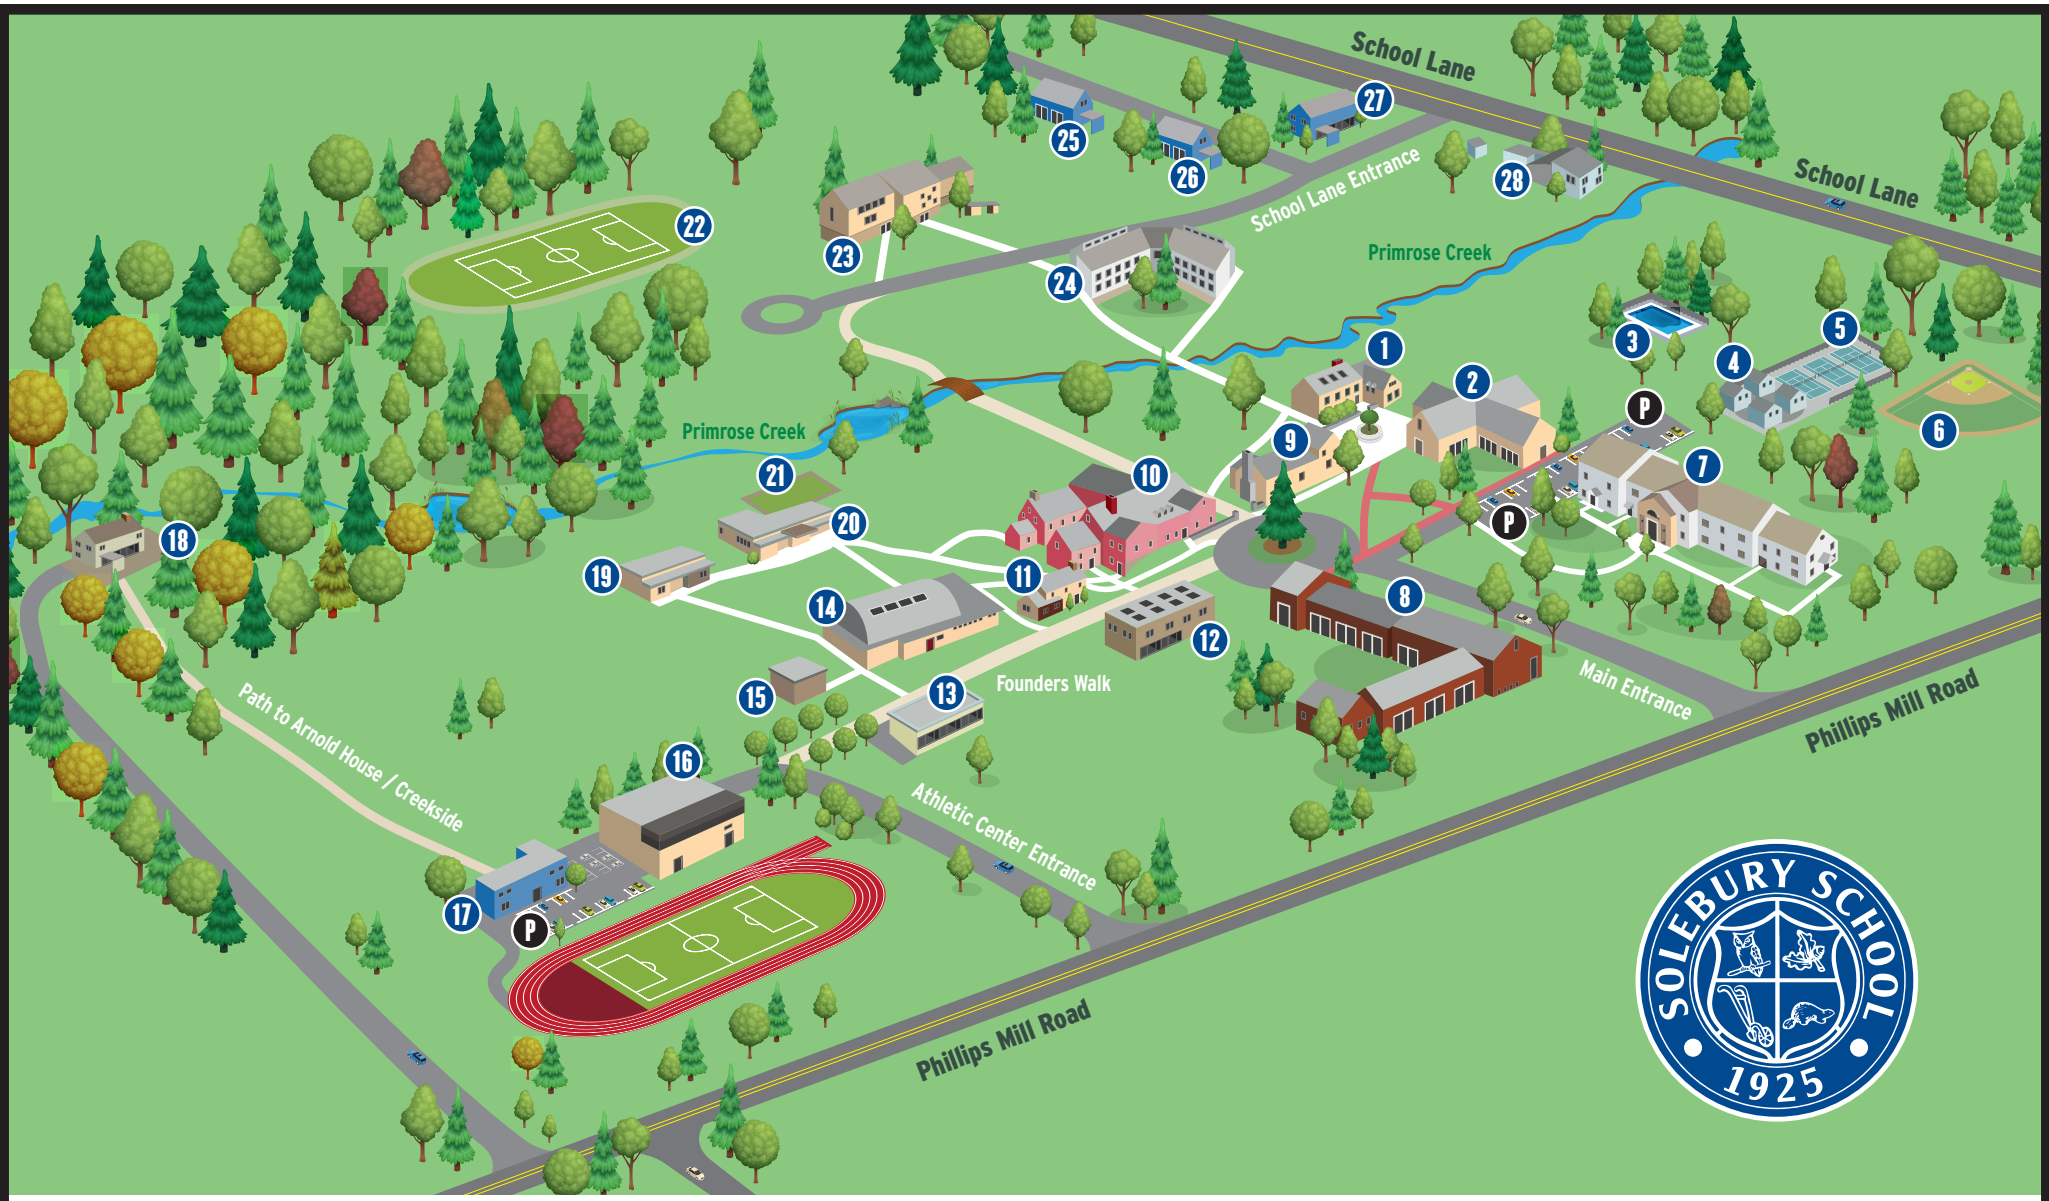 School Lane
27
25
26
School Lane Entrance
28
School Lane
22
23
24
Primrose Creek
3
5
4
1
2
P
6
Primrose Creek
9
7
21
10
20
P
18
19
11
8
14
12
Founders Walk
Main Entrance
15
13
Phillips Mill Road
Path to Arnold House / Creekside
16
Athletic Center Entrance
17
P
Phillips Mill Road
SOLEBURY SCHOOL
1925